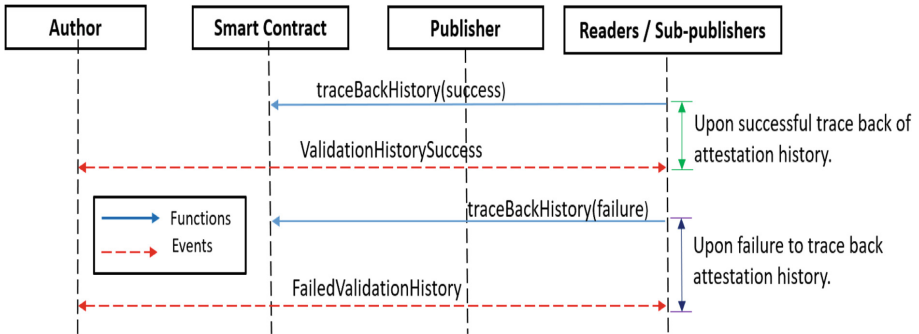 Author
Smart Contract
Publisher
Readers / Sub-publishers
traceBackHistory(success)
Upon successful trace back of
attestation history.
ValidationHistorySuccess
Functions
Events
traceBackHistory(failure)
Upon failure to trace back
attestation history.
FailedValidationHistory